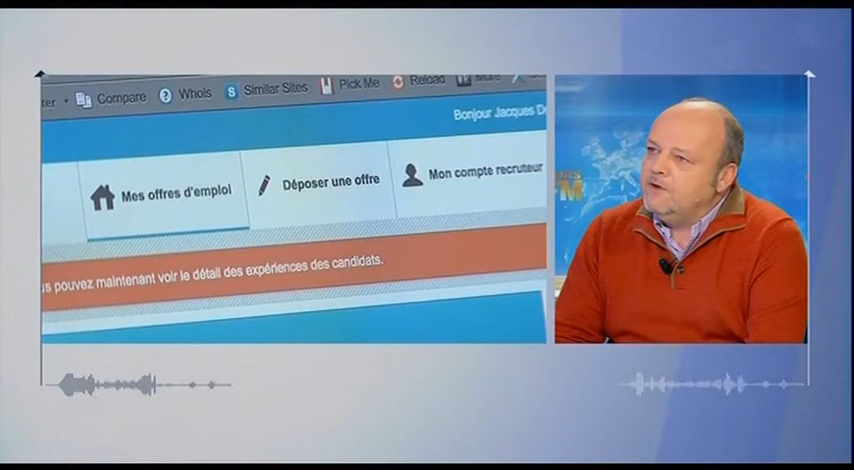 Compare Whois Similar Sites Pick Me Reload
Bonjour Jacques
Mes offres d'emploi
Déposer une offre
Mon compte recruteur
pouvez maintenant voir le détail des expériences des candidats.